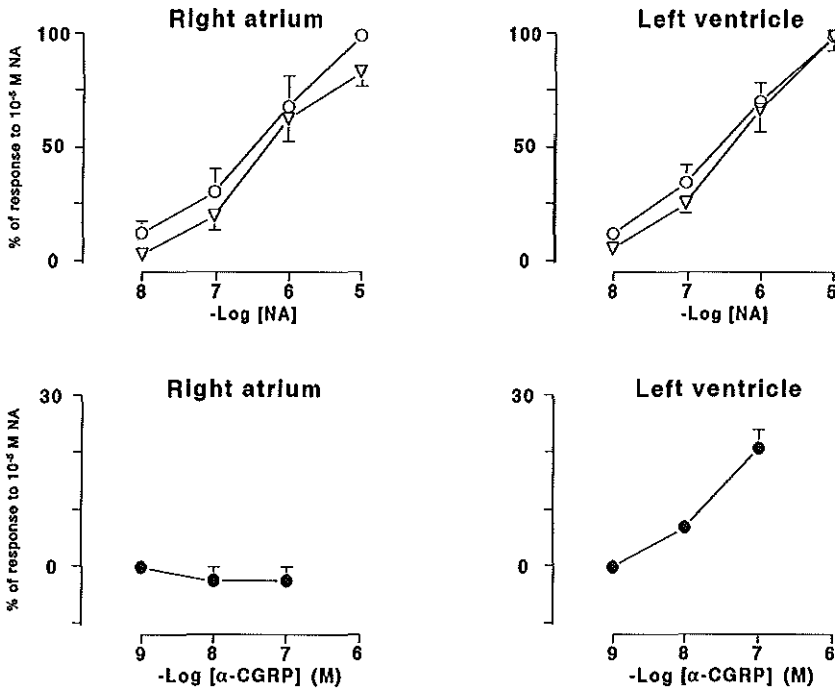 Right atrium
% of response to 10⁻⁵ M NA
100
50
0
8 7 6 5
-Log [NA]
Left ventricle
100
50
0
8 7 6 5
-Log [NA]
Right atrium
% of response to 10⁻⁵ M NA
30
0
9 8 7 6
-Log [α-CGRP] (M)
Left ventricle
30
0
9 8 7 6
-Log [α-CGRP] (M)